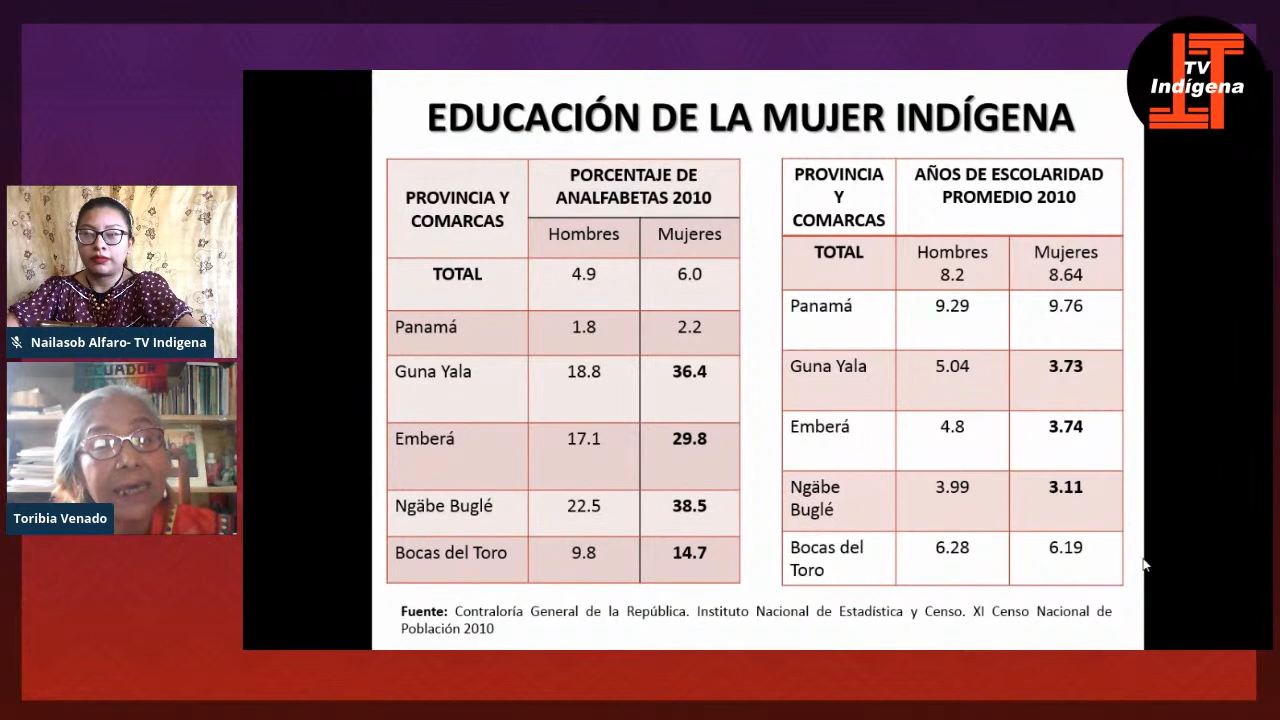 TV
Indígena
EDUCACIÓN DE LA MUJER INDÍGENA
PROVINCIA Y
COMARCAS
PORCENTAJE DE
ANALFABETAS 2010
Hombres Mujeres
TOTAL 4.9 6.0
Panamá 1.8 2.2
Guna Yala 18.8 36.4
Emberá 17.1 29.8
Ngäbe Buglé 22.5 38.5
Bocas del Toro 9.8 14.7
PROVINCIA
Y
COMARCAS
AÑOS DE ESCOLARIDAD
PROMEDIO 2010
TOTAL Hombres Mujeres
8.2 8.64
Panamá 9.29 9.76
Guna Yala 5.04 3.73
Emberá 4.8 3.74
Ngäbe 3.99 3.11
Buglé
Bocas del 6.28 6.19
Toro
Fuente: Contraloría General de la República. Instituto Nacional de Estadística y Censo. XI Censo Nacional de
Población 2010
Nailasob Alfaro- TV Indigena
ECUADOR
Toribia Venado